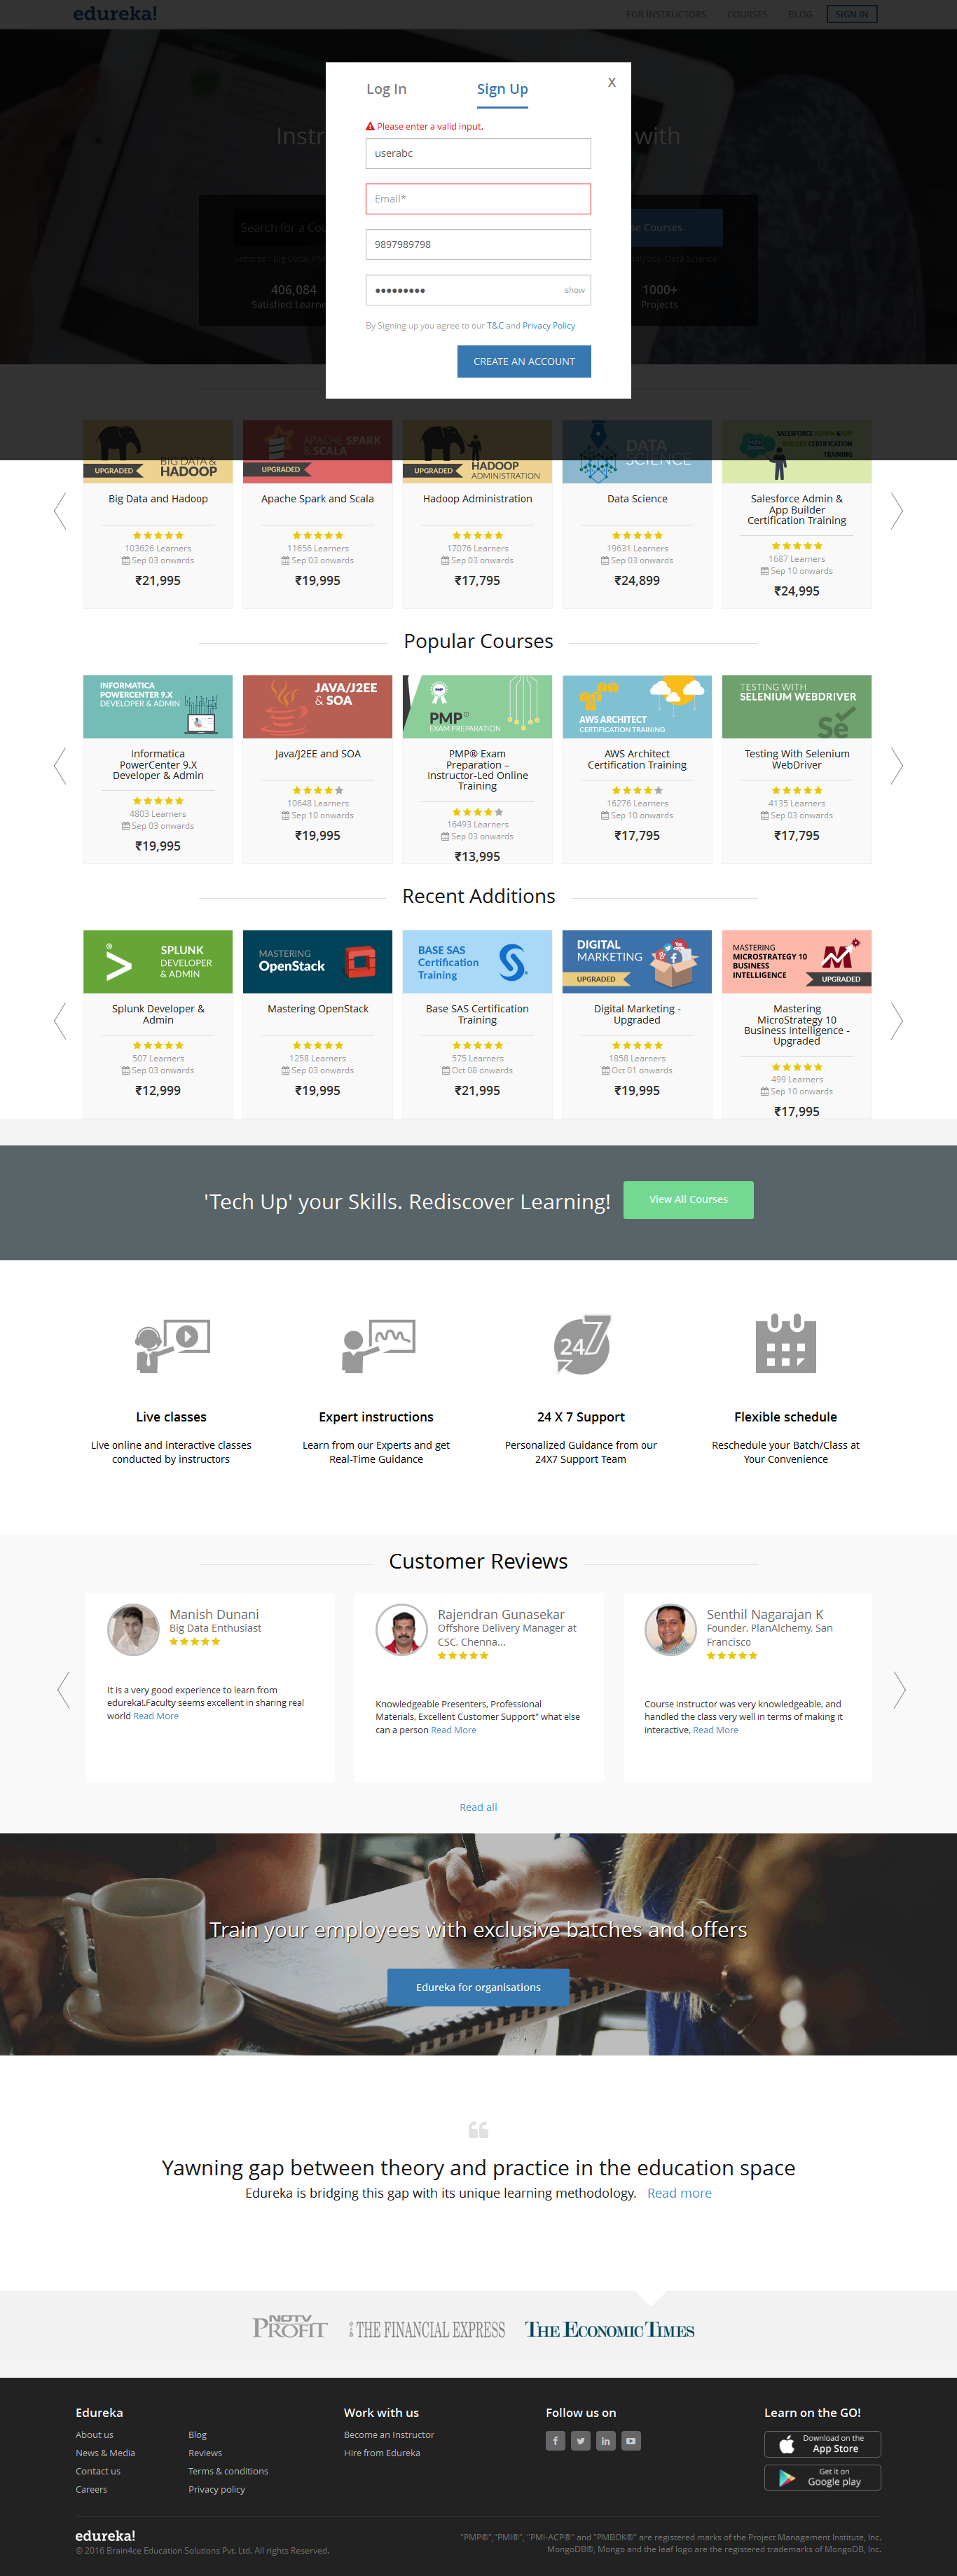 edureka!
FOR INSTRUCTORS
COURSES
BLOG
SIGN IN
Log In
Sign Up
X
Please enter a valid input.
userabc
Email*
9897989798
●●●●●●●●●
show
By Signing up you agree to our T&C and Privacy Policy
CREATE AN ACCOUNT
Instr
with
Search for a Cou
se Courses
Jump to: Big Data, PM
alytics, Data Science
406,084
Satisfied Learne
1000+
Projects
BIG DATA &
HADOOP
UPGRADED
APACHE SPARK
& SCALA
UPGRADED
HADOOP
ADMINISTRATION
UPGRADED
DATA
SCIENCE
SALESFORCE ADMIN & APP
BUILDER CERTIFICATION
TRAINING
Big Data and Hadoop
103626 Learners
Sep 03 onwards
₹21,995
Apache Spark and Scala
11656 Learners
Sep 03 onwards
₹19,995
Hadoop Administration
17076 Learners
Sep 03 onwards
₹17,795
Data Science
19631 Learners
Sep 03 onwards
₹24,899
Salesforce Admin &
App Builder
Certification Training
1687 Learners
Sep 10 onwards
₹24,995
Popular Courses
INFORMATICA
POWERCENTER 9.X
DEVELOPER & ADMIN
JAVA/J2EE
& SOA
PMP
PMP®
EXAM PREPARATION
AWS ARCHITECT
CERTIFICATION TRAINING
TESTING WITH
SELENIUM WEBDRIVER
Se
Informatica
PowerCenter 9.X
Developer & Admin
4803 Learners
Sep 03 onwards
₹19,995
Java/J2EE and SOA
10648 Learners
Sep 10 onwards
₹19,995
PMP® Exam
Preparation –
Instructor-Led Online
Training
16493 Learners
Sep 03 onwards
₹13,995
AWS Architect
Certification Training
16276 Learners
Sep 10 onwards
₹17,795
Testing With Selenium
WebDriver
4135 Learners
Sep 03 onwards
₹17,795
Recent Additions
SPLUNK
DEVELOPER
& ADMIN
MASTERING
OpenStack
BASE SAS
Certification
Training
DIGITAL
MARKETING
UPGRADED
MASTERING
MICROSTRATEGY 10
BUSINESS
INTELLIGENCE
UPGRADED
Splunk Developer &
Admin
507 Learners
Sep 03 onwards
₹12,999
Mastering OpenStack
1258 Learners
Sep 03 onwards
₹19,995
Base SAS Certification
Training
575 Learners
Oct 08 onwards
₹21,995
Digital Marketing -
Upgraded
1858 Learners
Oct 01 onwards
₹19,995
Mastering
MicroStrategy 10
Business Intelligence -
Upgraded
499 Learners
Sep 10 onwards
₹17,995
'Tech Up' your Skills. Rediscover Learning!
View All Courses
24/7
Live classes
Live online and interactive classes
conducted by instructors
Expert instructions
Learn from our Experts and get
Real-Time Guidance
24 X 7 Support
Personalized Guidance from our
24X7 Support Team
Flexible schedule
Reschedule your Batch/Class at
Your Convenience
Customer Reviews
Manish Dunani
Big Data Enthusiast
It is a very good experience to learn from
edureka!.Faculty seems excellent in sharing real
world Read More
Rajendran Gunasekar
Offshore Delivery Manager at
CSC, Chenna...
Knowledgeable Presenters, Professional
Materials, Excellent Customer Support" what else
can a person Read More
Senthil Nagarajan K
Founder, PlanAlchemy, San
Francisco
Course instructor was very knowledgeable, and
handled the class very well in terms of making it
interactive, Read More
Read all
Train your employees with exclusive batches and offers
Edureka for organisations
Yawning gap between theory and practice in the education space
Edureka is bridging this gap with its unique learning methodology. Read more
NDTV
PROFIT
THE FINANCIAL EXPRESS
THE ECONOMIC TIMES
Edureka
About us
News & Media
Contact us
Careers
Blog
Reviews
Terms & conditions
Privacy policy
Work with us
Become an Instructor
Hire from Edureka
Follow us on
Learn on the GO!
Download on the
App Store
Get it on
Google play
edureka!
© 2016 Brain4ce Education Solutions Pvt. Ltd. All rights Reserved.
"PMP®","PMI®", "PMI-ACP®" and "PMBOK®" are registered marks of the Project Management Institute, Inc.
MongoDB®, Mongo and the leaf logo are the registered trademarks of MongoDB, Inc.